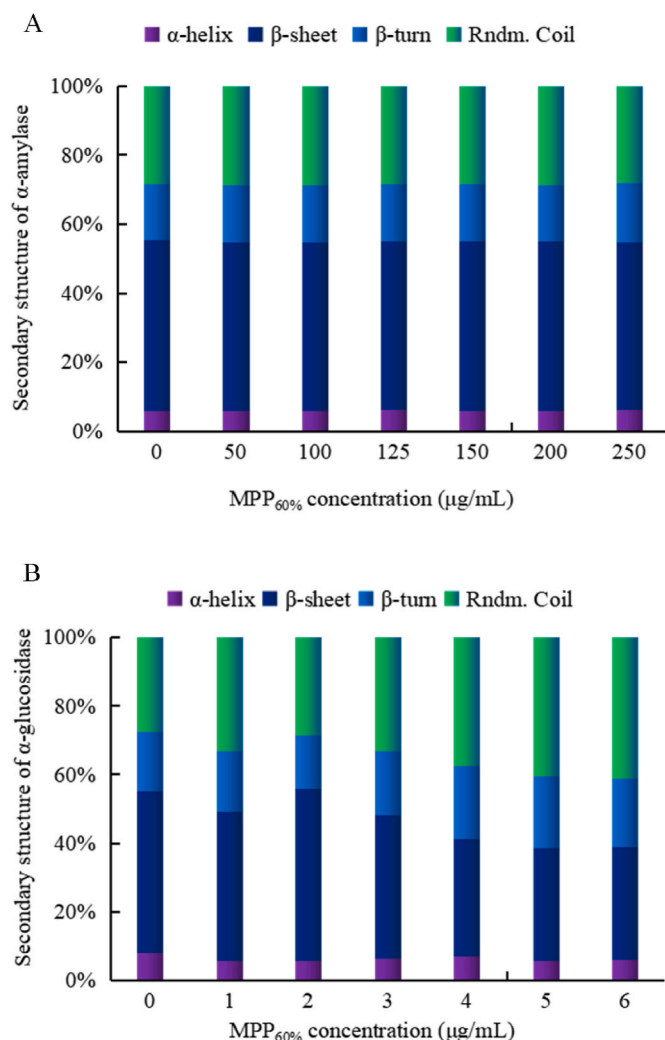 A
α-helix β-sheet β-turn Rndm. Coil
Secondary structure of α-amylase
100%
80%
60%
40%
20%
0%
0 50 100 125 150 200 250
MPP60% concentration (μg/mL)
B
α-helix β-sheet β-turn Rndm. Coil
Secondary structure of α-glucosidase
100%
80%
60%
40%
20%
0%
0 1 2 3 4 5 6
MPP60% concentration (μg/mL)